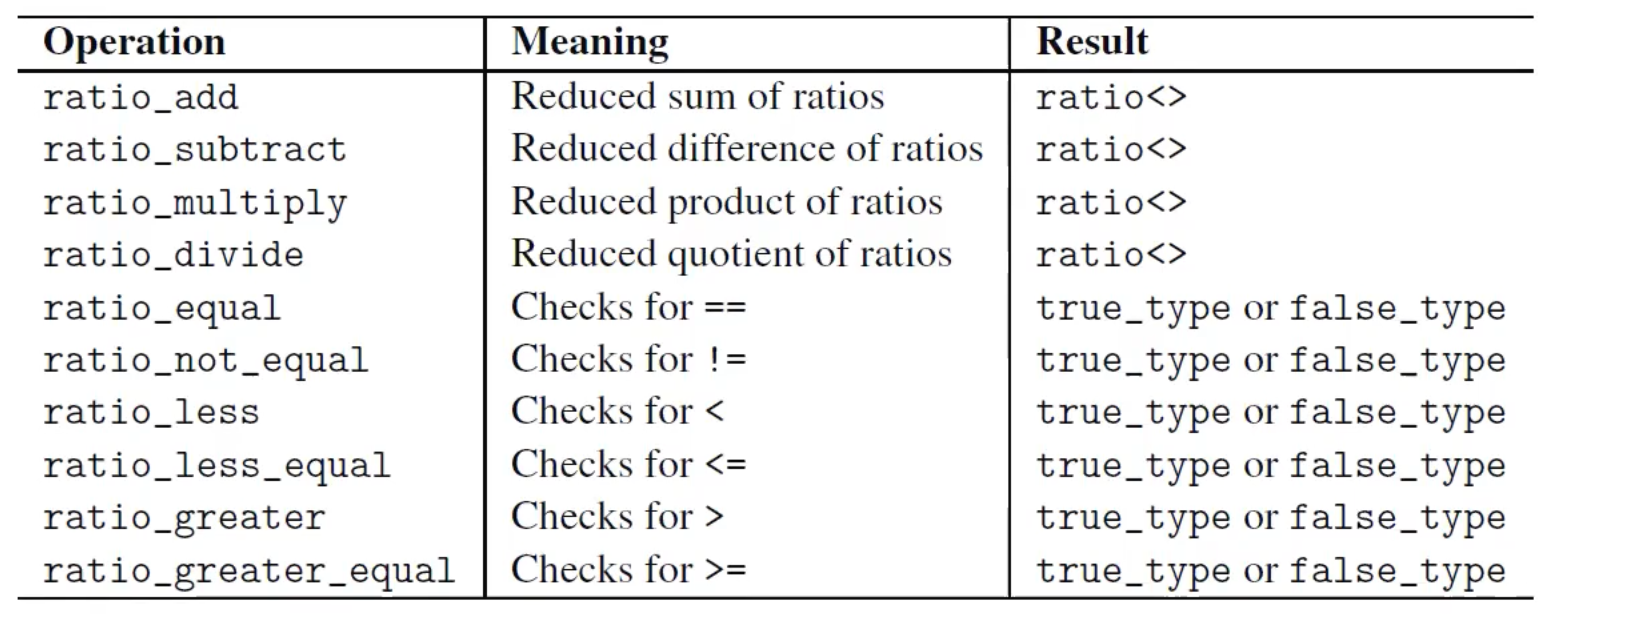 Operation Meaning Result
ratio_add Reduced sum of ratios ratio<>
ratio_subtract Reduced difference of ratios ratio<>
ratio_multiply Reduced product of ratios ratio<>
ratio_divide Reduced quotient of ratios ratio<>
ratio_equal Checks for == true_type or false_type
ratio_not_equal Checks for != true_type or false_type
ratio_less Checks for < true_type or false_type
ratio_less_equal Checks for <= true_type or false_type
ratio_greater Checks for > true_type or false_type
ratio_greater_equal Checks for >= true_type or false_type